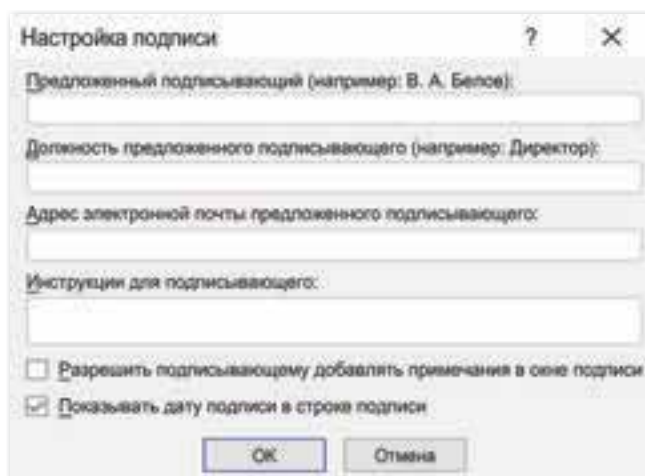 Настройка подписи ? ✕
Предложенный подписывающий (например: В. А. Белов):
Должность предложенного подписывающего (например: Директор):
Адрес электронной почты предложенного подписывающего:
Инструкции для подписывающего:
Разрешить подписывающему добавлять примечания в окне подписи
Показывать дату подписи в строке подписи
ОК Отмена